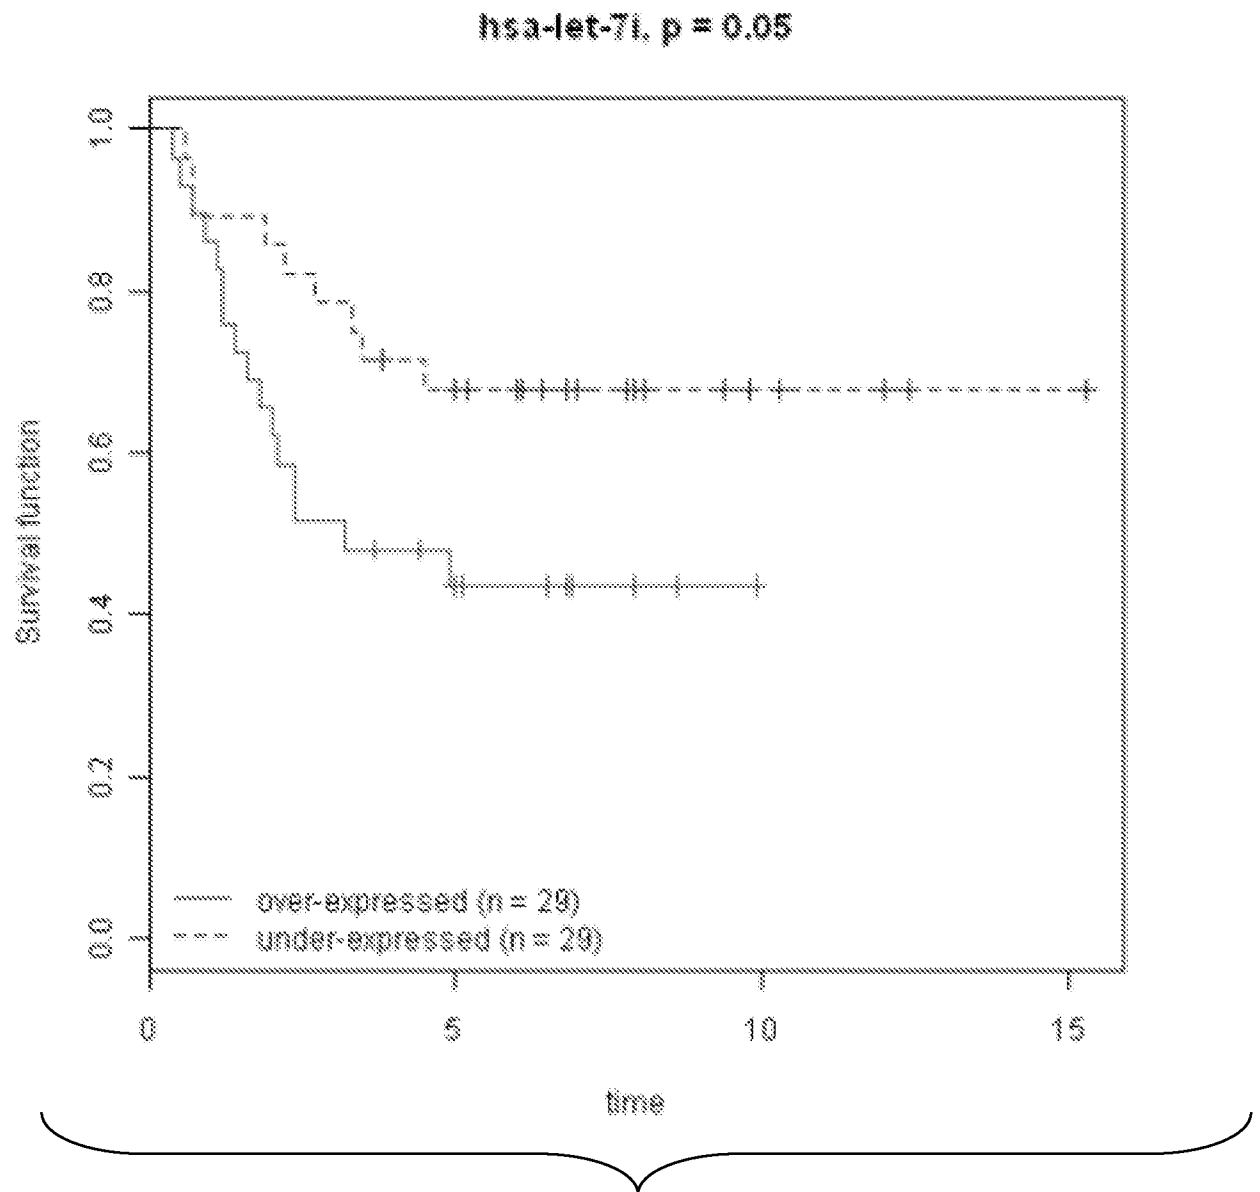 hsa-let-7i, p = 0.05
Survival function
1.0
0.8
0.6
0.4
0.2
0.0
over-expressed (n = 29)
under-expressed (n = 29)
0 5 10 15
time